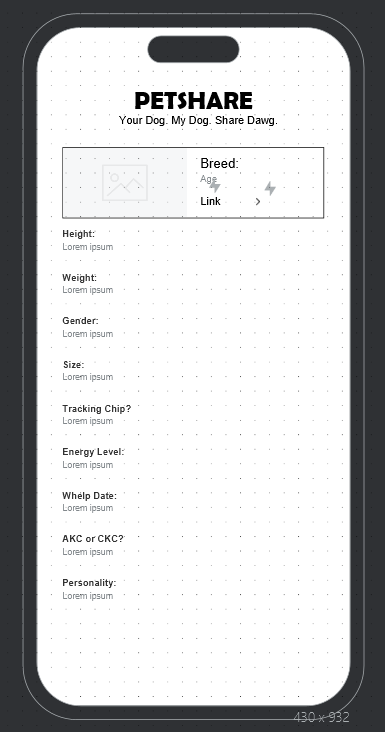 PETSHARE
Your Dog. My Dog. Share Dawg.
Breed:
Age
Link
Height:
Lorem ipsum
Weight:
Lorem ipsum
Gender:
Lorem ipsum
Size:
Lorem ipsum
Tracking Chip?
Lorem ipsum
Energy Level:
Lorem ipsum
Whelp Date:
Lorem ipsum
AKC or CKC?
Lorem ipsum
Personality:
Lorem ipsum
430 x 932